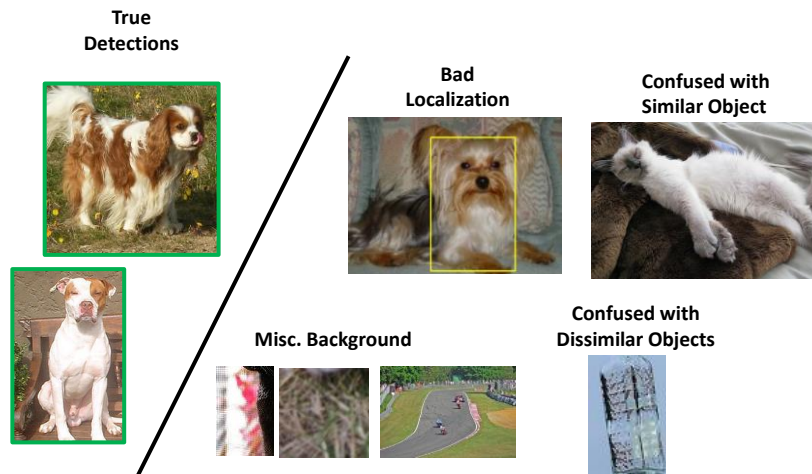 True
Detections
Bad
Localization
Confused with
Similar Object
Misc. Background
Confused with
Dissimilar Objects